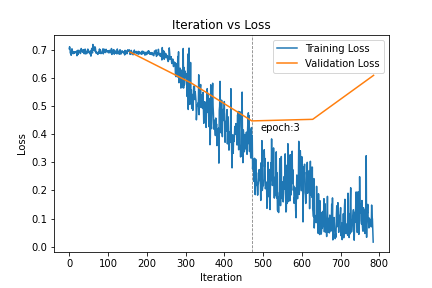 Iteration vs Loss
Training Loss
Validation Loss
epoch:3
Loss
0.7
0.6
0.5
0.4
0.3
0.2
0.1
0.0
0 100 200 300 400 500 600 700 800
Iteration